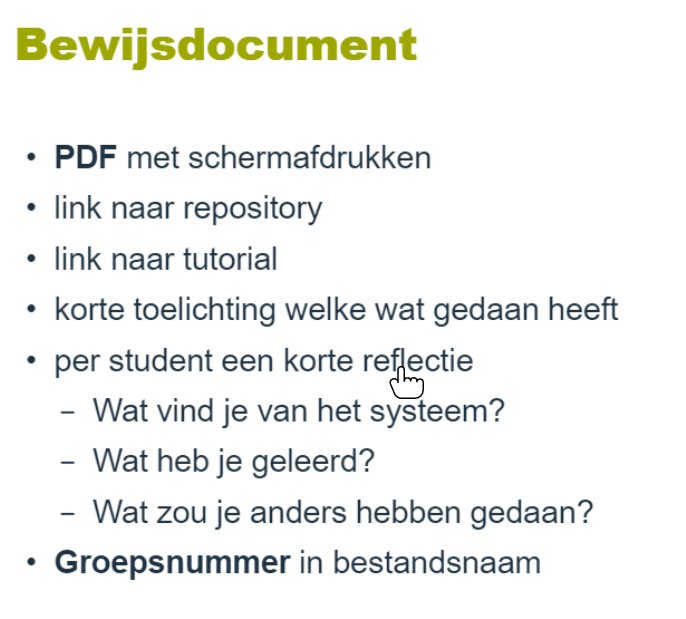 Bewijsdocument
• PDF met schermafdrukken
• link naar repository
• link naar tutorial
• korte toelichting welke wat gedaan heeft
• per student een korte reflectie
– Wat vind je van het systeem?
– Wat heb je geleerd?
– Wat zou je anders hebben gedaan?
• Groepsnummer in bestandsnaam